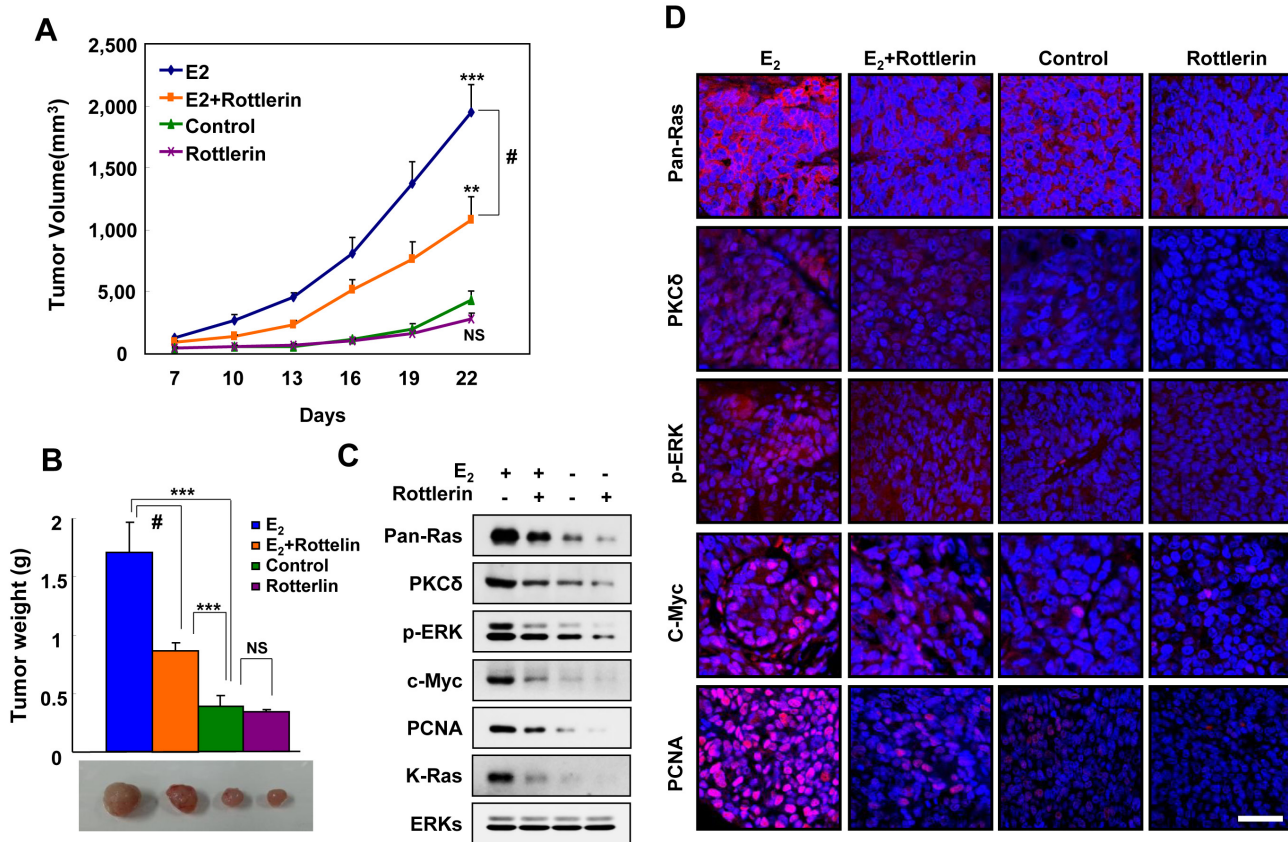 A
2,500
2,000
1,500
1,000
5,00
0
Tumor Volume(mm³)
E2
E2+Rottlerin
Control
Rottlerin
***
**
#
NS
7 10 13 16 19 22
Days
B
2
1.5
1
0.5
0
Tumor weight (g)
***
#
***
NS
E₂
E₂+Rottelin
Control
Rotterlin
C
E₂ + + - -
Rottlerin - + - +
Pan-Ras
PKCδ
p-ERK
c-Myc
PCNA
K-Ras
ERKs
D
E₂ E₂+Rottlerin Control Rottlerin
Pan-Ras
PKCδ
p-ERK
C-Myc
PCNA